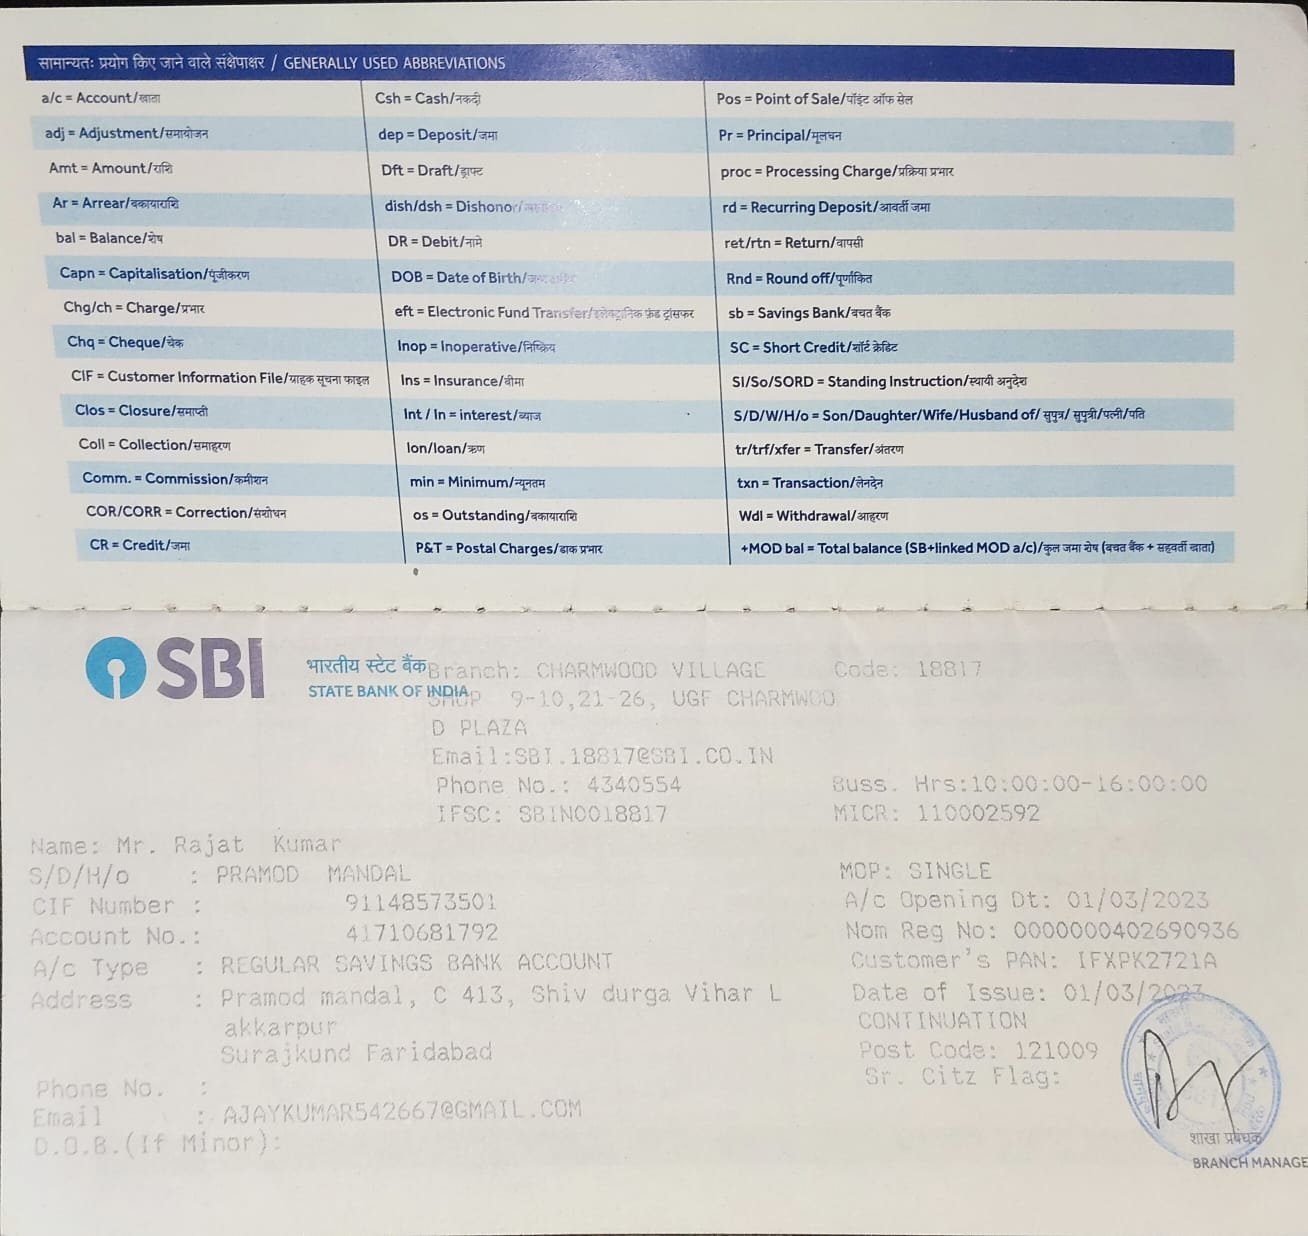 सामान्यतः प्रयोग किए जाने वाले संक्षेपाक्षर / GENERALLY USED ABBREVIATIONS
a/c = Account/खाता Csh = Cash/नकदी Pos = Point of Sale/पॉइंट ऑफ सेल
adj = Adjustment/समायोजन dep = Deposit/जमा Pr = Principal/मूलधन
Amt = Amount/राशि Dft = Draft/ड्राफ्ट proc = Processing Charge/प्रक्रिया प्रभार
Ar = Arrear/बकायाराशि dish/dsh = Dishonor/ rd = Recurring Deposit/आवर्ती जमा
bal = Balance/शेष DR = Debit/नामे ret/rtn = Return/वापसी
Capn = Capitalisation/पूंजीकरण DOB = Date of Birth/ Rnd = Round off/पूर्णांकित
Chg/ch = Charge/प्रभार eft = Electronic Fund Transfer/इलेक्ट्रानिक फ़ंड ट्रांसफर sb = Savings Bank/बचत बैंक
Chq = Cheque/चेक Inop = Inoperative/निष्क्रिय SC = Short Credit/शॉर्ट क्रेडिट
CIF = Customer Information File/ग्राहक सूचना फाइल Ins = Insurance/बीमा SI/So/SORD = Standing Instruction/स्थायी अनुदेश
Clos = Closure/समाप्ती Int / In = interest/ब्याज S/D/W/H/o = Son/Daughter/Wife/Husband of/ सुपुत्र/ सुपुत्री/पत्नी/पति
Coll = Collection/समाहरण lon/loan/ऋण tr/trf/xfer = Transfer/अंतरण
Comm. = Commission/कमीशन min = Minimum/न्यूनतम txn = Transaction/लेनदेन
COR/CORR = Correction/संशोधन os = Outstanding/बकायाराशि Wdl = Withdrawal/आहरण
CR = Credit/जमा P&T = Postal Charges/डाक प्रभार +MOD bal = Total balance (SB+linked MOD a/c)/कुल जमा शेष (बचत बैंक + सहवर्ती खाता)
SBI भारतीय स्टेट बैंक Branch: CHARMWOOD VILLAGE Code: 18817
STATE BANK OF INDIA SHOP 9-10,21-26, UGF CHARMWOO
D PLAZA
Email:SBI.18817@SBI.CO.IN
Phone No.: 4340554 Buss. Hrs:10:00:00-16:00:00
IFSC: SBIN0018817 MICR: 110002592
Name: Mr. Rajat Kumar
S/D/H/o : PRAMOD MANDAL MOP: SINGLE
CIF Number : 91148573501 A/c Opening Dt: 01/03/2023
Account No.: 41710681792 Nom Reg No: 0000000402690936
A/c Type : REGULAR SAVINGS BANK ACCOUNT Customer's PAN: IFXPK2721A
Address : Pramod mandal, C 413, Shiv durga Vihar L Date of Issue: 01/03/2023
akkarpur CONTINUATION
Surajkund Faridabad Post Code: 121009
Phone No. : Sr. Citz Flag:
Email : AJAYKUMAR542667@GMAIL.COM
D.O.B.(If Minor):
शाखा प्रबंधक
BRANCH MANAGE